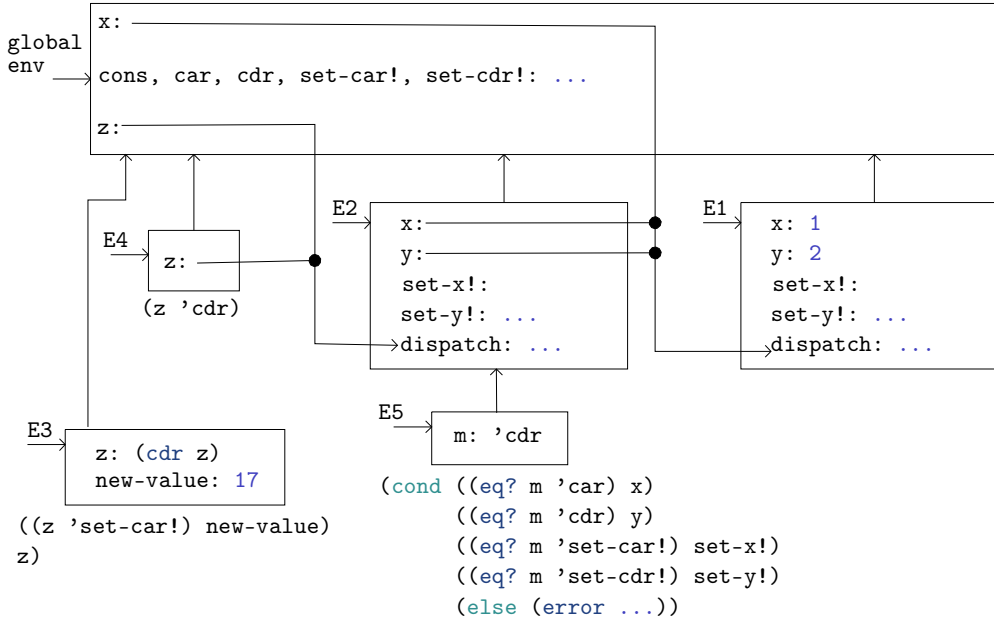 x:
global
env
cons, car, cdr, set-car!, set-cdr!: ...
z:
E2
x:
y:
set-x!:
set-y!: ...
dispatch: ...
E1
x: 1
y: 2
set-x!:
set-y!: ...
dispatch: ...
E4
z:
(z ’cdr)
E3
z: (cdr z)
new-value: 17
((z ’set-car!) new-value)
z)
E5
m: ’cdr
(cond ((eq? m ’car) x)
((eq? m ’cdr) y)
((eq? m ’set-car!) set-x!)
((eq? m ’set-cdr!) set-y!)
(else (error ...))